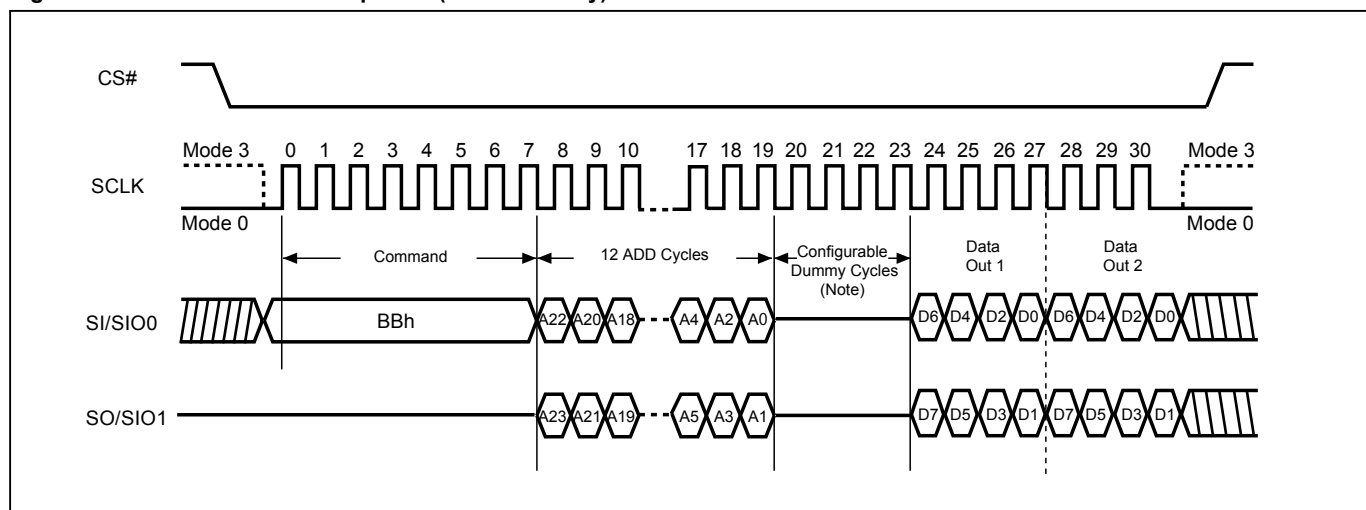 CS#
Mode 3 0 1 2 3 4 5 6 7 8 9 10 17 18 19 20 21 22 23 24 25 26 27 28 29 30 Mode 3
SCLK
Mode 0 Mode 0
Command 12 ADD Cycles Configurable Dummy Cycles (Note) Data Out 1 Data Out 2
SI/SIO0 BBh A22 A20 A18 A4 A2 A0 D6 D4 D2 D0 D6 D4 D2 D0
SO/SIO1 A23 A21 A19 A5 A3 A1 D7 D5 D3 D1 D7 D5 D3 D1